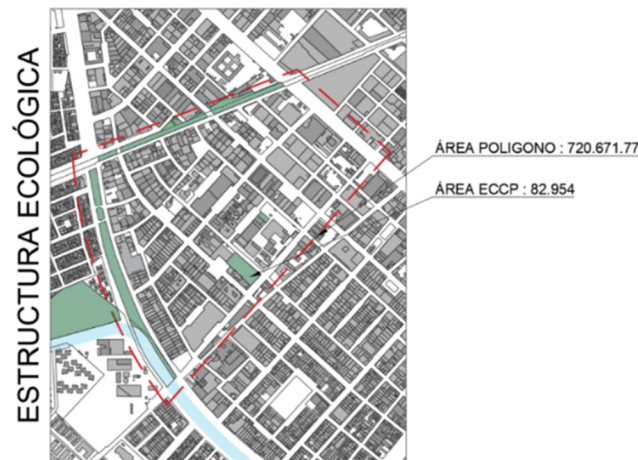 ESTRUCTURA ECOLÓGICA
ÁREA POLIGONO : 720.671.77
ÁREA ECCP : 82.954